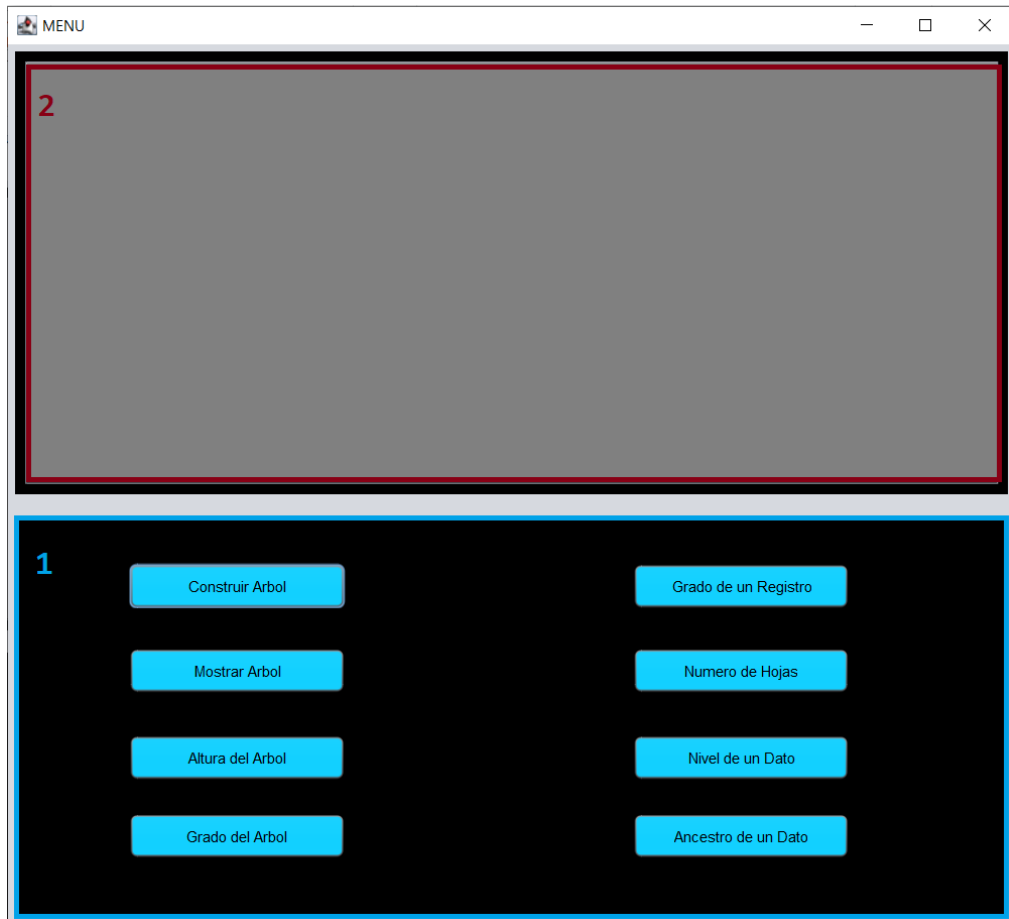 MENU
2
1
Construir Arbol
Grado de un Registro
Mostrar Arbol
Numero de Hojas
Altura del Arbol
Nivel de un Dato
Grado del Arbol
Ancestro de un Dato